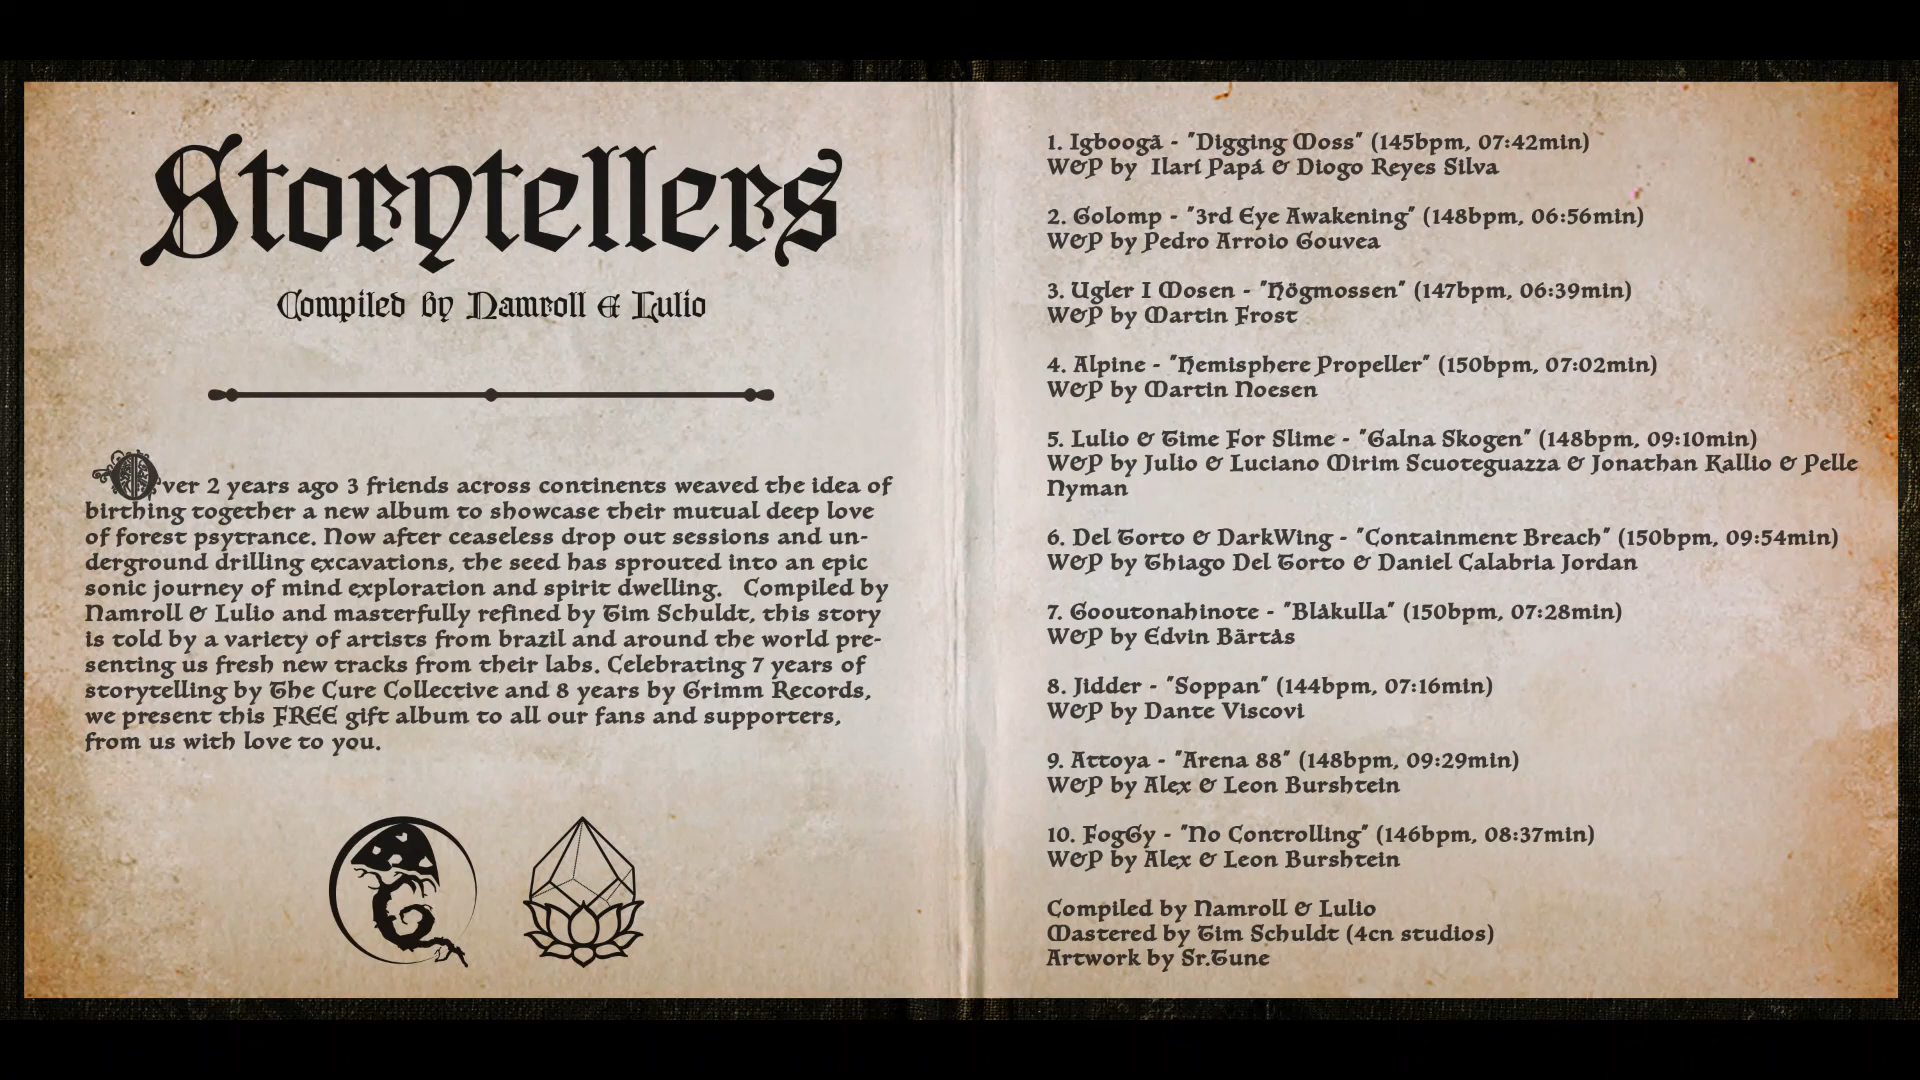 Storytellers
Compiled by Namroll & Lulio
Over 2 years ago 3 friends across continents weaved the idea of
birthing together a new album to showcase their mutual deep love
of forest psytrance. Now after ceaseless drop out sessions and un-
derground drilling excavations, the seed has sprouted into an epic
sonic journey of mind exploration and spirit dwelling.   Compiled by
Namroll & Lulio and masterfully refined by Tim Schuldt, this story
is told by a variety of artists from brazil and around the world pre-
senting us fresh new tracks from their labs. Celebrating 7 years of
storytelling by The Cure Collective and 8 years by Grimm Records,
we present this FREE gift album to all our fans and supporters,
from us with love to you.
1. Igboogã - "Digging Moss" (145bpm, 07:42min)
W&P by  Ilarí Papá & Diogo Reyes Silva
2. Golomp - "3rd Eye Awakening" (148bpm, 06:56min)
W&P by Pedro Arroio Gouvea
3. Ugler I Mosen - "Högmossen" (147bpm, 06:39min)
W&P by Martin Frost
4. Alpine - "Hemisphere Propeller" (150bpm, 07:02min)
W&P by Martin Noesen
5. Lulio & Time For Slime - "Galna Skogen" (148bpm, 09:10min)
W&P by Julio & Luciano Mirim Scuoteguazza & Jonathan Kallio & Pelle
Nyman
6. Del Torto & DarkWing - "Containment Breach" (150bpm, 09:54min)
W&P by Thiago Del Torto & Daniel Calabria Jordan
7. Gooutonahinote - "Blåkulla" (150bpm, 07:28min)
W&P by Edvin Bärtås
8. Jidder - "Soppan" (144bpm, 07:16min)
W&P by Dante Viscovi
9. Attoya - "Arena 88" (148bpm, 09:29min)
W&P by Alex & Leon Burshtein
10. FogGy - "No Controlling" (146bpm, 08:37min)
W&P by Alex & Leon Burshtein
Compiled by Namroll & Lulio
Mastered by Tim Schuldt (4cn studios)
Artwork by Sr.Tune